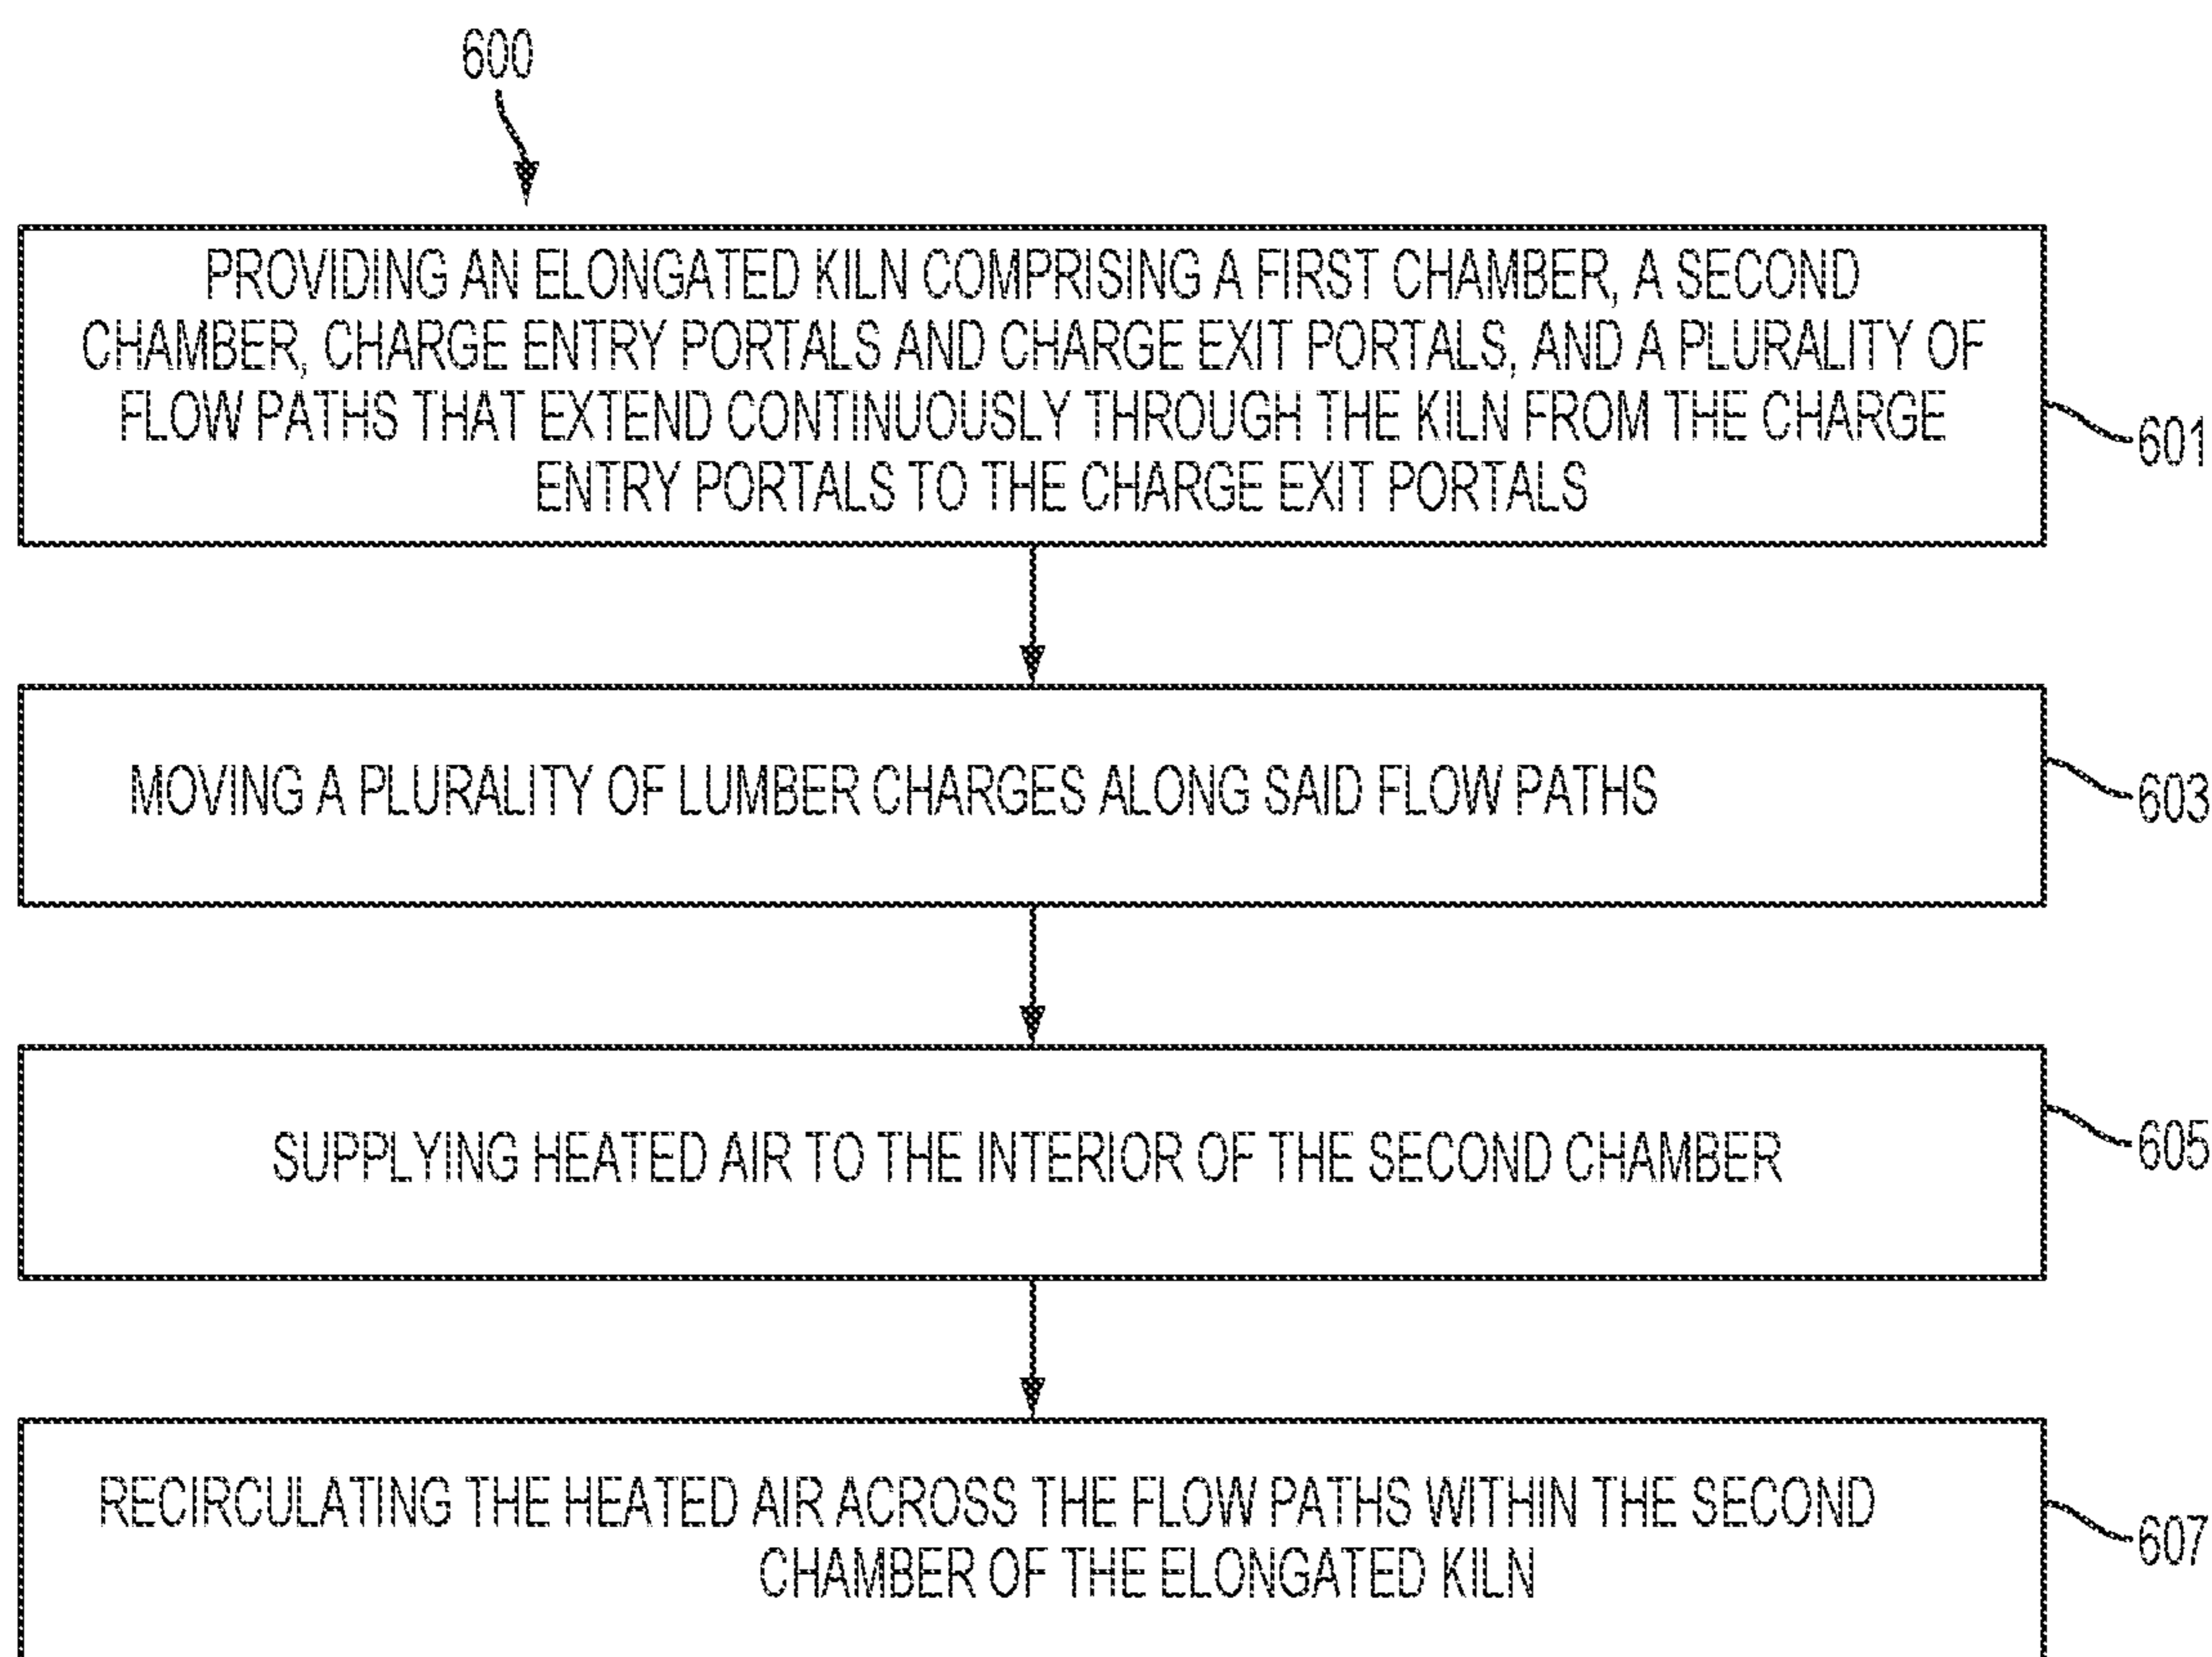 600
PROVIDING AN ELONGATED KILN COMPRISING A FIRST CHAMBER, A SECOND
CHAMBER, CHARGE ENTRY PORTALS AND CHARGE EXIT PORTALS, AND A PLURALITY OF
FLOW PATHS THAT EXTEND CONTINUOUSLY THROUGH THE KILN FROM THE CHARGE
ENTRY PORTALS TO THE CHARGE EXIT PORTALS
601
MOVING A PLURALITY OF LUMBER CHARGES ALONG SAID FLOW PATHS
603
SUPPLYING HEATED AIR TO THE INTERIOR OF THE SECOND CHAMBER
605
RECIRCULATING THE HEATED AIR ACROSS THE FLOW PATHS WITHIN THE SECOND
CHAMBER OF THE ELONGATED KILN
607